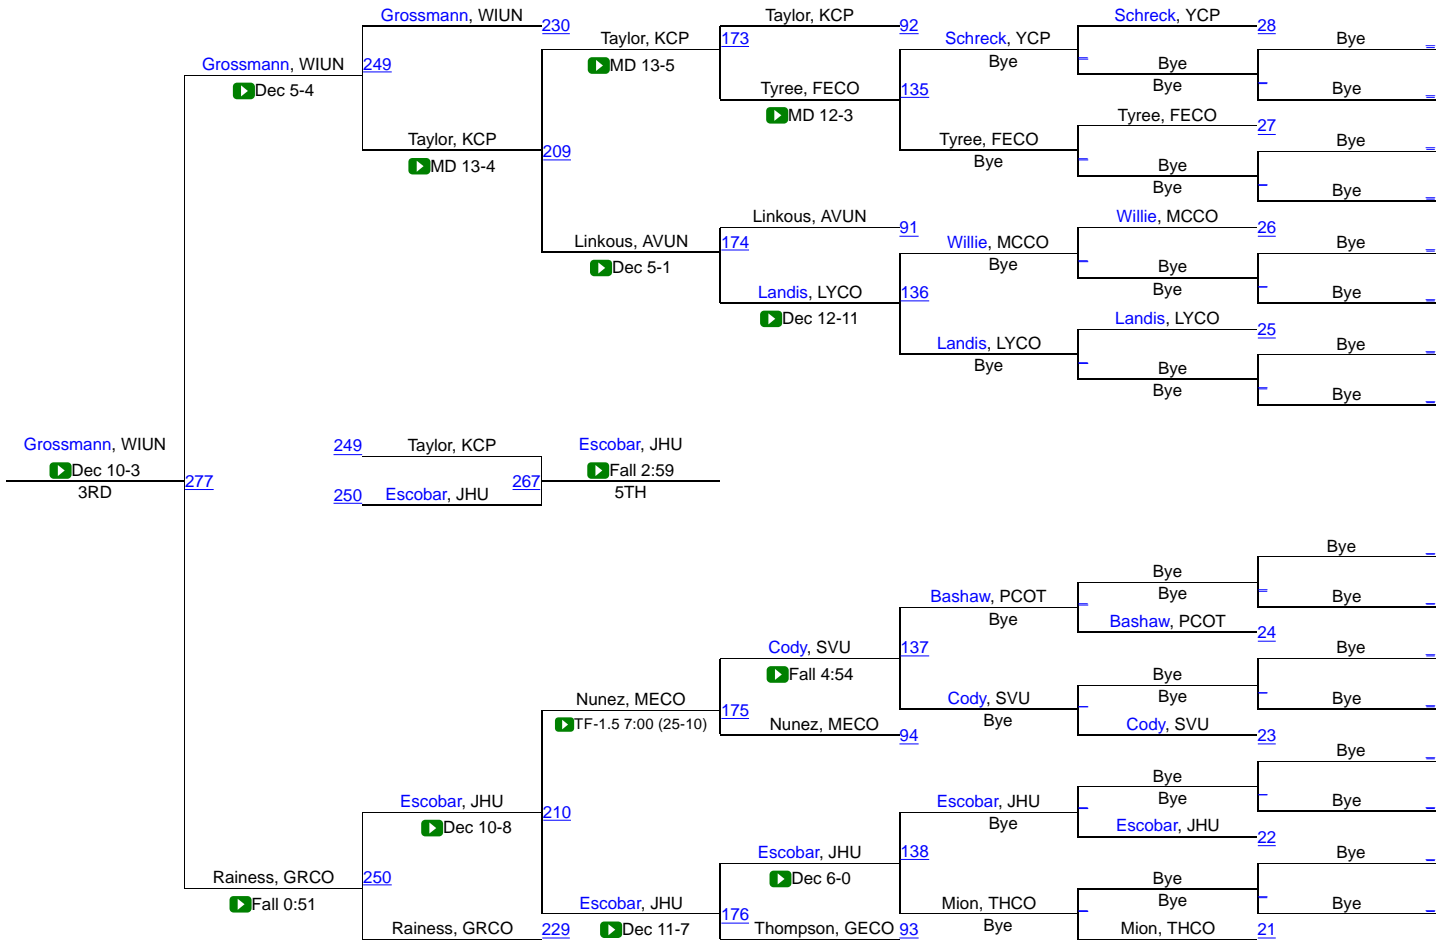 Grossmann, WIUN
230
Taylor, KCP
92
Schreck, YCP
28
Taylor, KCP
173
Schreck, YCP
Bye
Bye
Grossmann, WIUN
249
MD 13-5
Bye
Bye
Dec 5-4
Tyree, FECO
135
Bye
Bye
MD 12-3
Tyree, FECO
27
Taylor, KCP
209
Tyree, FECO
Bye
MD 13-4
Bye
Bye
Bye
Bye
Linkous, AVUN
91
Willie, MCCO
26
Linkous, AVUN
174
Willie, MCCO
Bye
Dec 5-1
Bye
Bye
Landis, LYCO
136
Bye
Bye
Dec 12-11
Landis, LYCO
25
Landis, LYCO
Bye
Bye
Bye
Bye
Bye
Grossmann, WIUN
249
Taylor, KCP
Escobar, JHU
Dec 10-3
Fall 2:59
277
267
3RD
250
Escobar, JHU
5TH
Bye
Bye
Bashaw, PCOT
Bye
Bye
Bye
Bashaw, PCOT
24
Cody, SVU
137
Bye
Fall 4:54
Bye
Nunez, MECO
175
Cody, SVU
Bye
Bye
TF-1.5 7:00 (25-10)
Bye
Nunez, MECO
94
Cody, SVU
23
Bye
Bye
Escobar, JHU
210
Escobar, JHU
Bye
Bye
Dec 10-8
Bye
Escobar, JHU
22
Escobar, JHU
138
Bye
Rainess, GRCO
250
Dec 6-0
Bye
Fall 0:51
Escobar, JHU
176
Mion, THCO
Bye
Bye
Rainess, GRCO
229
Dec 11-7
Thompson, GECO
93
Bye
Mion, THCO
21